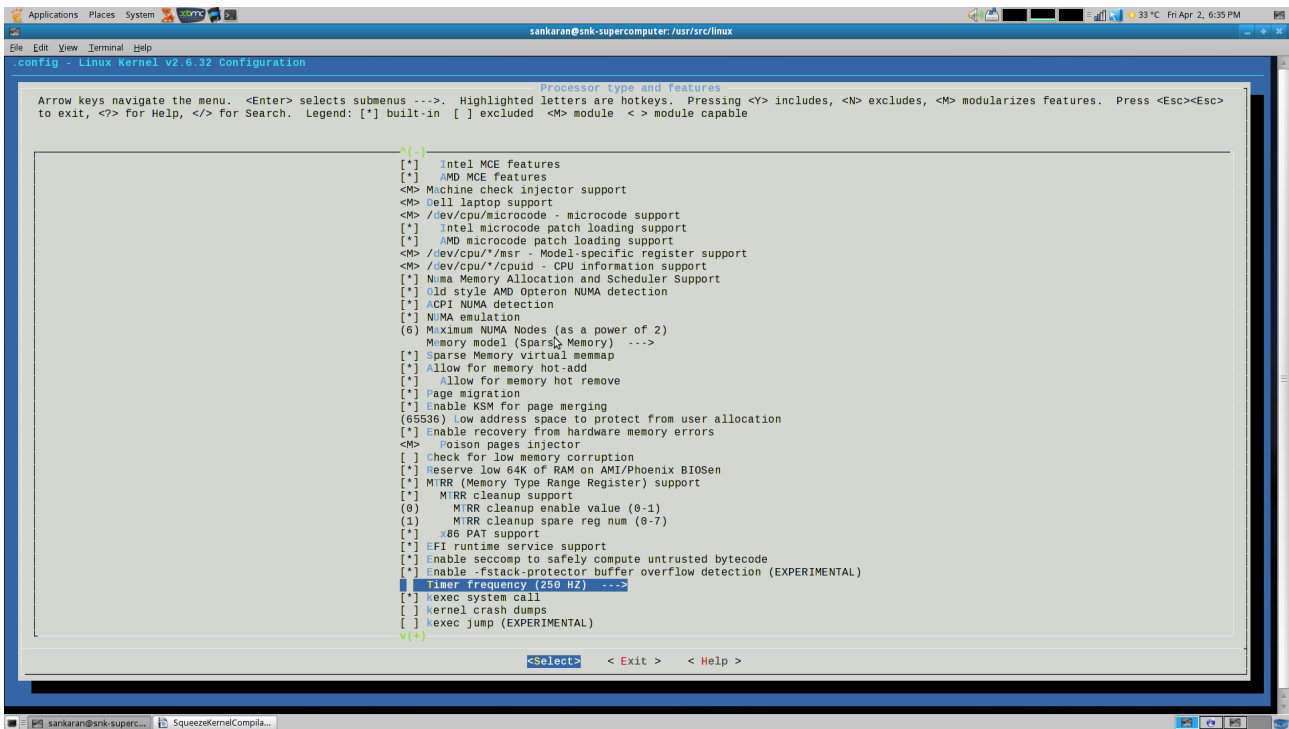 Applications Places System xbmc 33 °C Fri Apr 2, 6:35 PM
sankaran@snk-supercomputer: /usr/src/linux
File Edit View Terminal Help
.config - Linux Kernel v2.6.32 Configuration
Processor type and features
Arrow keys navigate the menu. <Enter> selects submenus --->. Highlighted letters are hotkeys. Pressing <Y> includes, <N> excludes, <M> modularizes features. Press <Esc><Esc>
to exit, <?> for Help, </> for Search. Legend: [*] built-in [ ] excluded <M> module < > module capable
^(-)
[*] Intel MCE features
[*] AMD MCE features
<M> Machine check injector support
<M> Dell laptop support
<M> /dev/cpu/microcode - microcode support
[*] Intel microcode patch loading support
[*] AMD microcode patch loading support
<M> /dev/cpu/*/msr - Model-specific register support
<M> /dev/cpu/*/cpuid - CPU information support
[*] Numa Memory Allocation and Scheduler Support
[*] Old style AMD Opteron NUMA detection
[*] ACPI NUMA detection
[*] NUMA emulation
(6) Maximum NUMA Nodes (as a power of 2)
Memory model (Sparse Memory) --->
[*] Sparse Memory virtual memmap
[*] Allow for memory hot-add
[*] Allow for memory hot remove
[*] Page migration
[*] Enable KSM for page merging
(65536) Low address space to protect from user allocation
[*] Enable recovery from hardware memory errors
<M> Poison pages injector
[ ] Check for low memory corruption
[*] Reserve low 64K of RAM on AMI/Phoenix BIOSen
[*] MTRR (Memory Type Range Register) support
[*] MTRR cleanup support
(0) MTRR cleanup enable value (0-1)
(1) MTRR cleanup spare reg num (0-7)
[*] x86 PAT support
[*] EFI runtime service support
[*] Enable seccomp to safely compute untrusted bytecode
[*] Enable -fstack-protector buffer overflow detection (EXPERIMENTAL)
Timer frequency (250 HZ) --->
[*] kexec system call
[ ] kernel crash dumps
[ ] kexec jump (EXPERIMENTAL)
v(+)
<Select> < Exit > < Help >
sankaran@snk-superc... SqueezeKernelCompila...